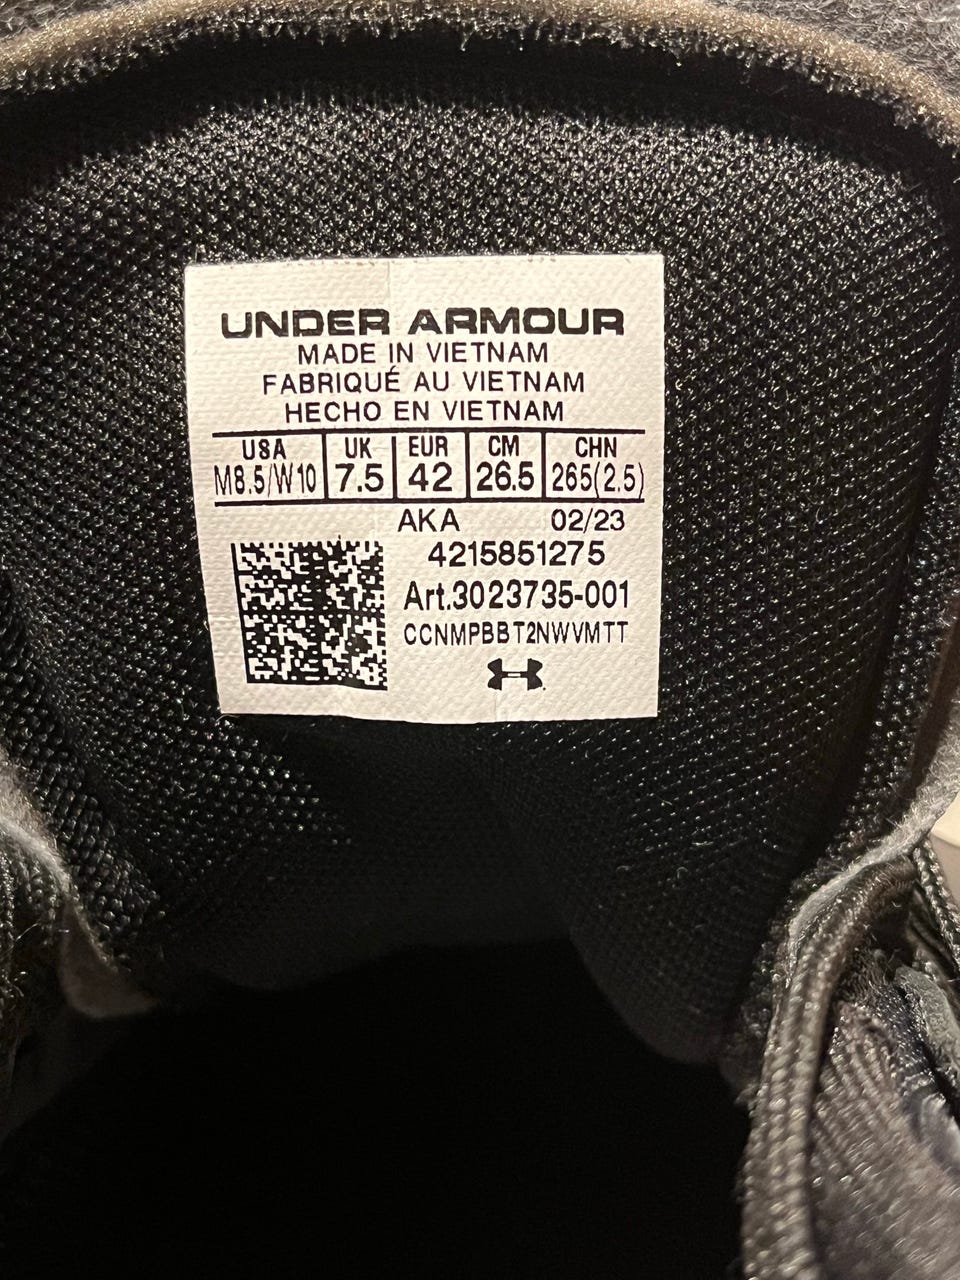 UNDER ARMOUR
MADE IN VIETNAM
FABRIQUÉ AU VIETNAM
HECHO EN VIETNAM
USA UK EUR CM CHN
M8.5/W10 7.5 42 26.5 265(2.5)
AKA 02/23
4215851275
Art.3023735-001
CCNMPBBT2NWVMTT